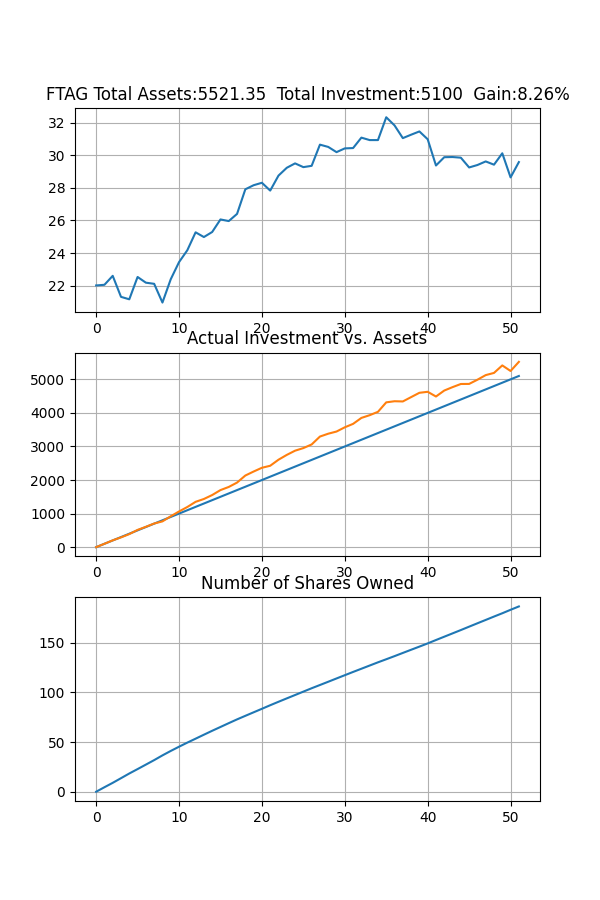 FTAG Total Assets:5521.35  Total Investment:5100  Gain:8.26%
32
30
28
26
24
22
0 10 20 30 40 50
Actual Investment vs. Assets
5000
4000
3000
2000
1000
0
0 10 20 30 40 50
Number of Shares Owned
150
100
50
0
0 10 20 30 40 50